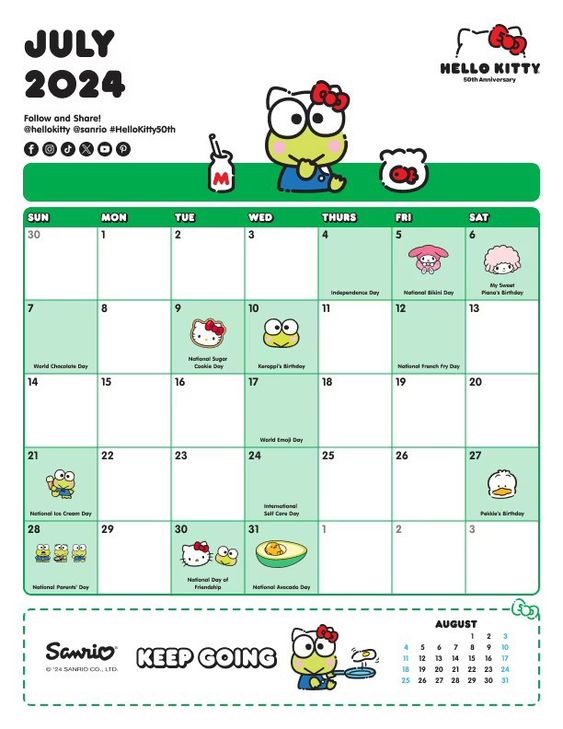 JULY
2024
HELLO KITTY
50th Anniversary
Follow and Share!
@hellokitty @sanrio #HelloKitty50th
M
SUN MON TUE WED THURS FRI SAT
30 1 2 3 4 5 6
Independence Day
National Bikini Day
My Sweet
Piano's Birthday
7 8 9 10 11 12 13
World Chocolate Day
National Sugar
Cookie Day
Keroppi's Birthday
National French Fry Day
14 15 16 17 18 19 20
World Emoji Day
21 22 23 24 25 26 27
National Ice Cream Day
International
Self Care Day
Pekkle's Birthday
28 29 30 31 1 2 3
National Parents' Day
National Day of
Friendship
National Avocado Day
Sanrio
© '24 SANRIO CO., LTD.
KEEP GOING
AUGUST
1 2 3
4 5 6 7 8 9 10
11 12 13 14 15 16 17
18 19 20 21 22 23 24
25 26 27 28 29 30 31